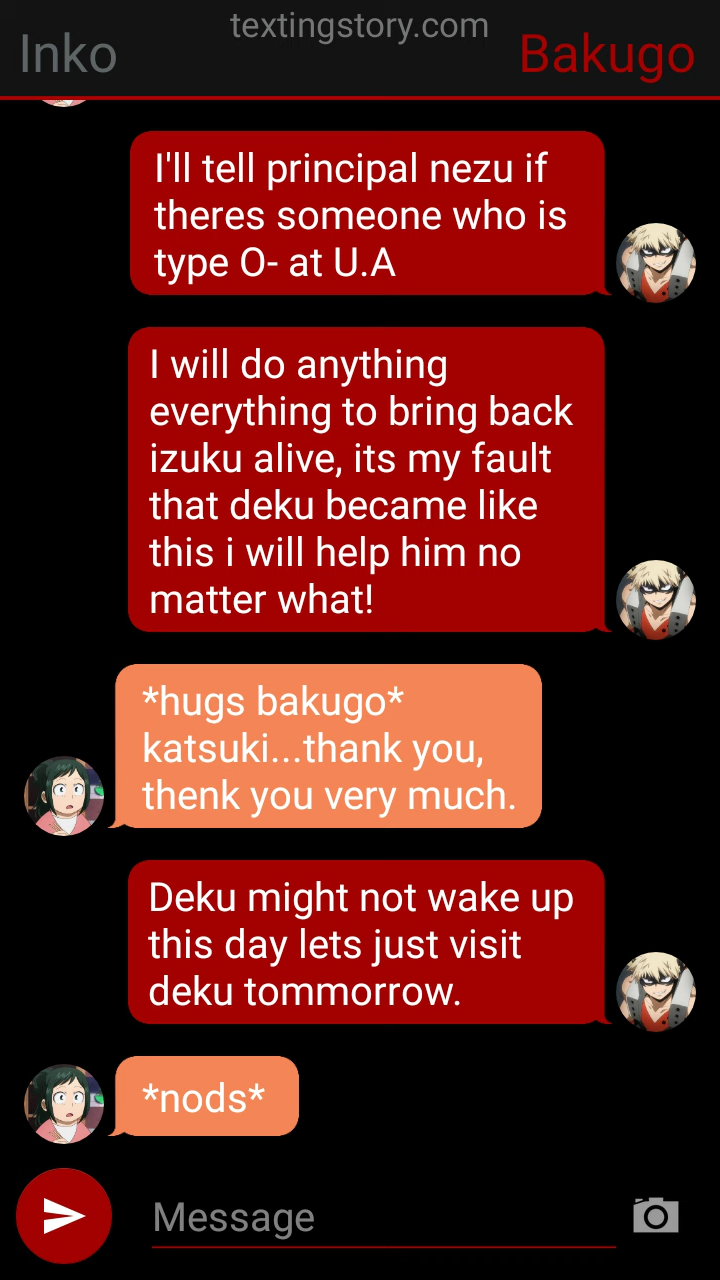 textingstory.com
Inko
Bakugo
I'll tell principal nezu if
theres someone who is
type O- at U.A
I will do anything
everything to bring back
izuku alive, its my fault
that deku became like
this i will help him no
matter what!
*hugs bakugo*
katsuki...thank you,
thenk you very much.
Deku might not wake up
this day lets just visit
deku tommorrow.
*nods*
Message